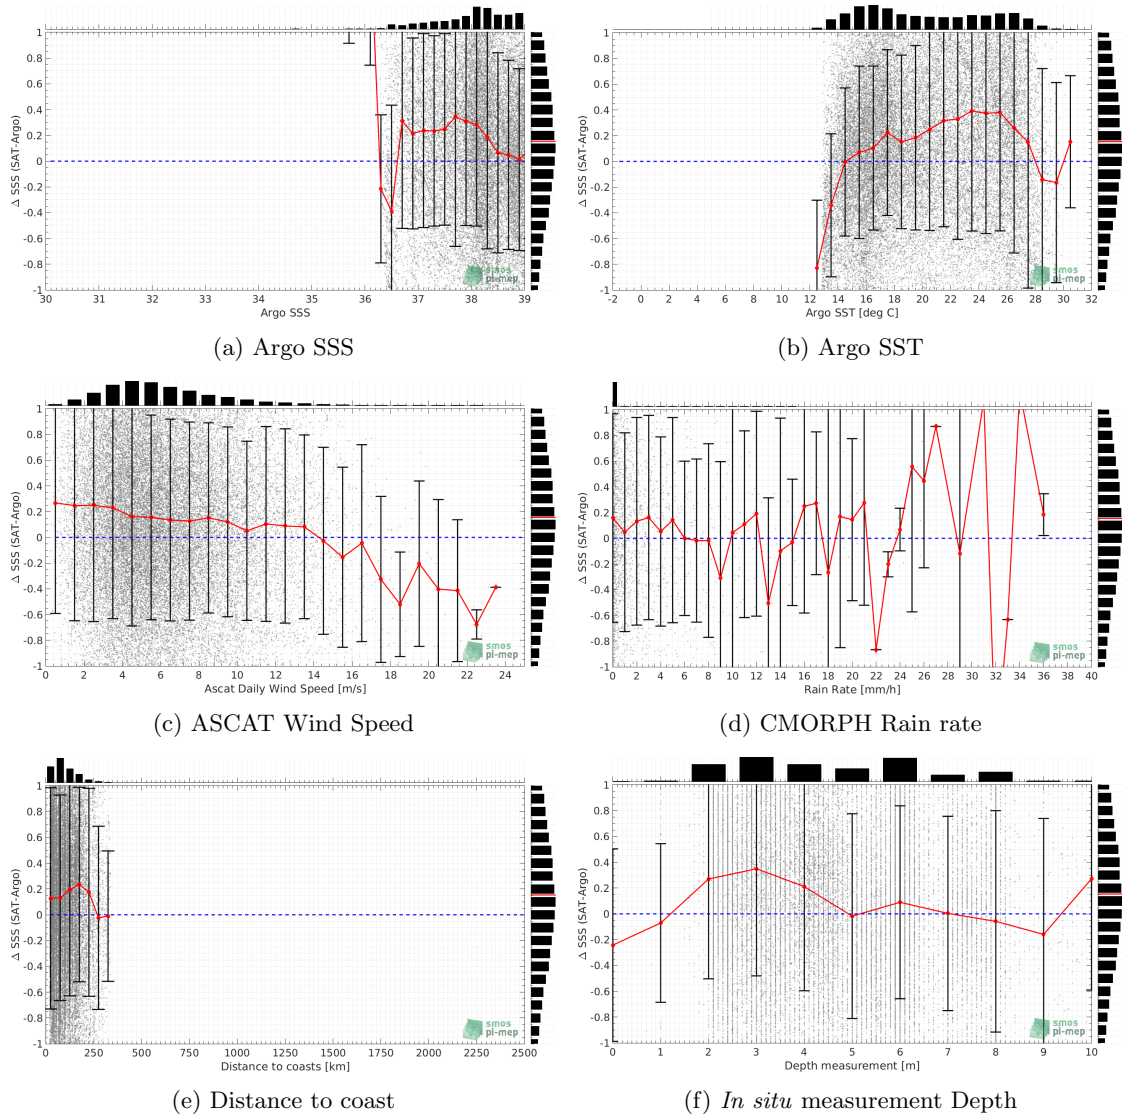 1
0.8
0.6
0.4
0.2
0
-0.2
-0.4
-0.6
-0.8
-1
Δ SSS (SAT-Argo)
30 31 32 33 34 35 36 37 38 39
Argo SSS
smos
pi-mep
(a) Argo SSS
1
0.8
0.6
0.4
0.2
0
-0.2
-0.4
-0.6
-0.8
-1
Δ SSS (SAT-Argo)
-2 0 2 4 6 8 10 12 14 16 18 20 22 24 26 28 30 32
Argo SST [deg C]
smos
pi-mep
(b) Argo SST
1
0.8
0.6
0.4
0.2
0
-0.2
-0.4
-0.6
-0.8
-1
Δ SSS (SAT-Argo)
0 2 4 6 8 10 12 14 16 18 20 22 24
Ascat Daily Wind Speed [m/s]
smos
pi-mep
(c) ASCAT Wind Speed
1
0.8
0.6
0.4
0.2
0
-0.2
-0.4
-0.6
-0.8
-1
Δ SSS (SAT-Argo)
0 2 4 6 8 10 12 14 16 18 20 22 24 26 28 30 32 34 36 38 40
Rain Rate [mm/h]
smos
pi-mep
(d) CMORPH Rain rate
1
0.8
0.6
0.4
0.2
0
-0.2
-0.4
-0.6
-0.8
-1
Δ SSS (SAT-Argo)
0 250 500 750 1000 1250 1500 1750 2000 2250 2500
Distance to coasts [km]
smos
pi-mep
(e) Distance to coast
1
0.8
0.6
0.4
0.2
0
-0.2
-0.4
-0.6
-0.8
-1
Δ SSS (SAT-Argo)
0 1 2 3 4 5 6 7 8 9 10
Depth measurement [m]
smos
pi-mep
(f) In situ measurement Depth